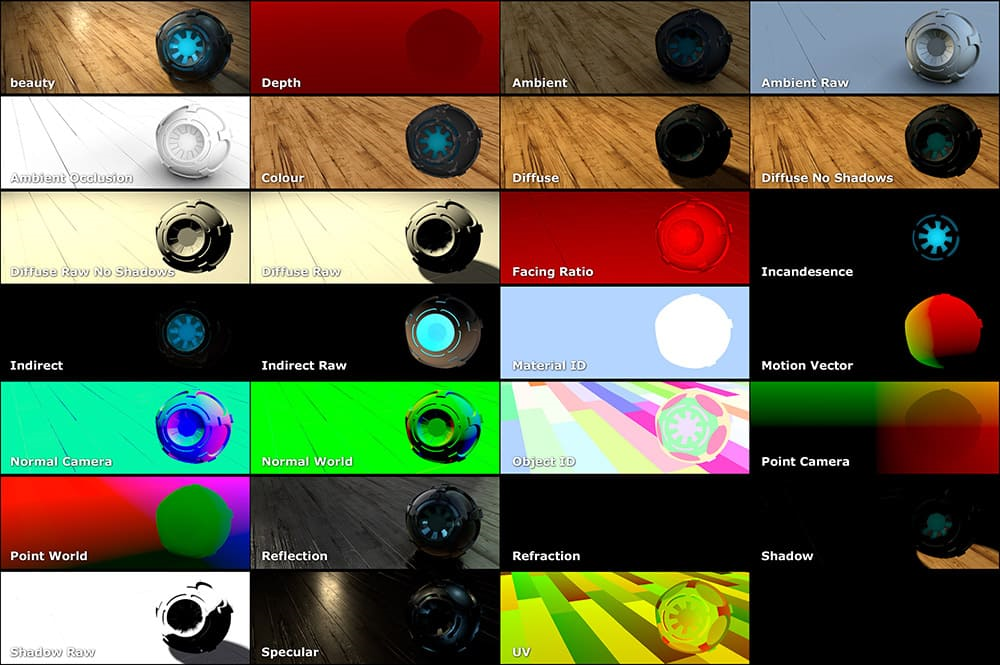 beauty
Depth
Ambient
Ambient Raw
Ambient Occlusion
Colour
Diffuse
Diffuse No Shadows
Diffuse Raw No Shadows
Diffuse Raw
Facing Ratio
Incandesence
Indirect
Indirect Raw
Material ID
Motion Vector
Normal Camera
Normal World
Object ID
Point Camera
Point World
Reflection
Refraction
Shadow
Shadow Raw
Specular
UV